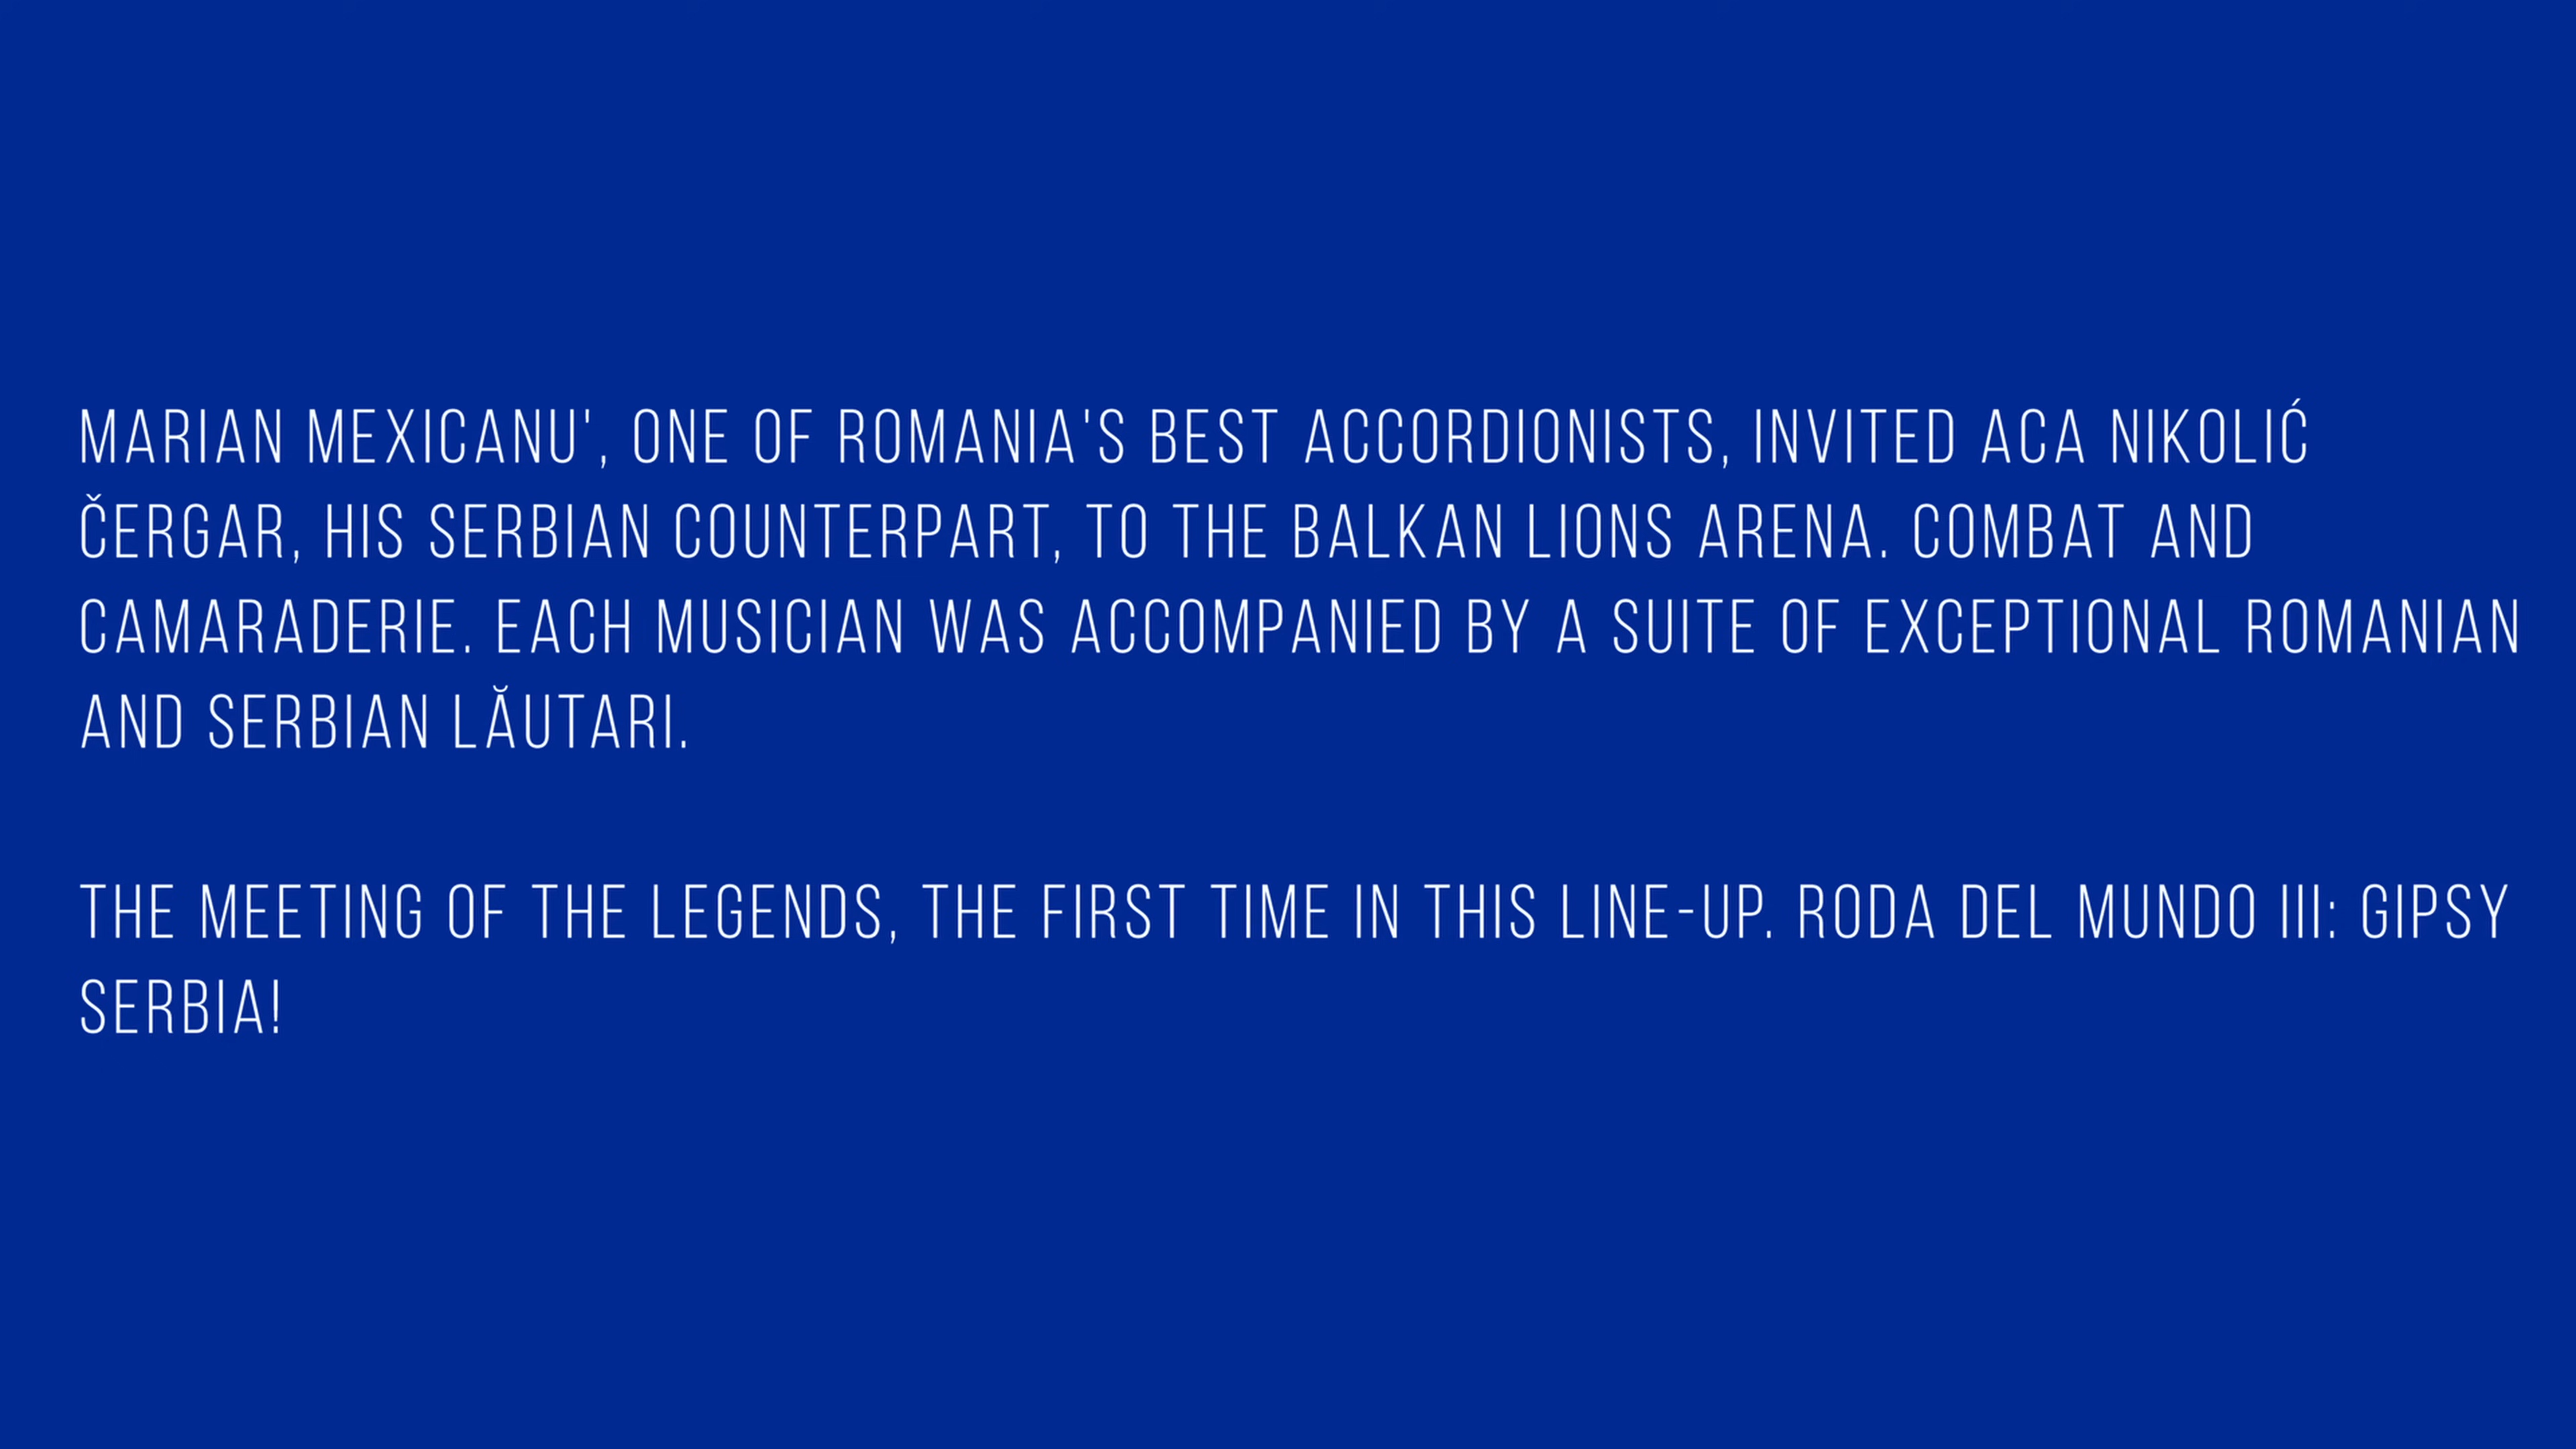 MARIAN MEXICANU', ONE OF ROMANIA'S BEST ACCORDIONISTS, INVITED ACA NIKOLIĆ
ČERGAR, HIS SERBIAN COUNTERPART, TO THE BALKAN LIONS ARENA. COMBAT AND
CAMARADERIE. EACH MUSICIAN WAS ACCOMPANIED BY A SUITE OF EXCEPTIONAL ROMANIAN
AND SERBIAN LĂUTARI.
THE MEETING OF THE LEGENDS, THE FIRST TIME IN THIS LINE-UP. RODA DEL MUNDO III: GIPSY
SERBIA!